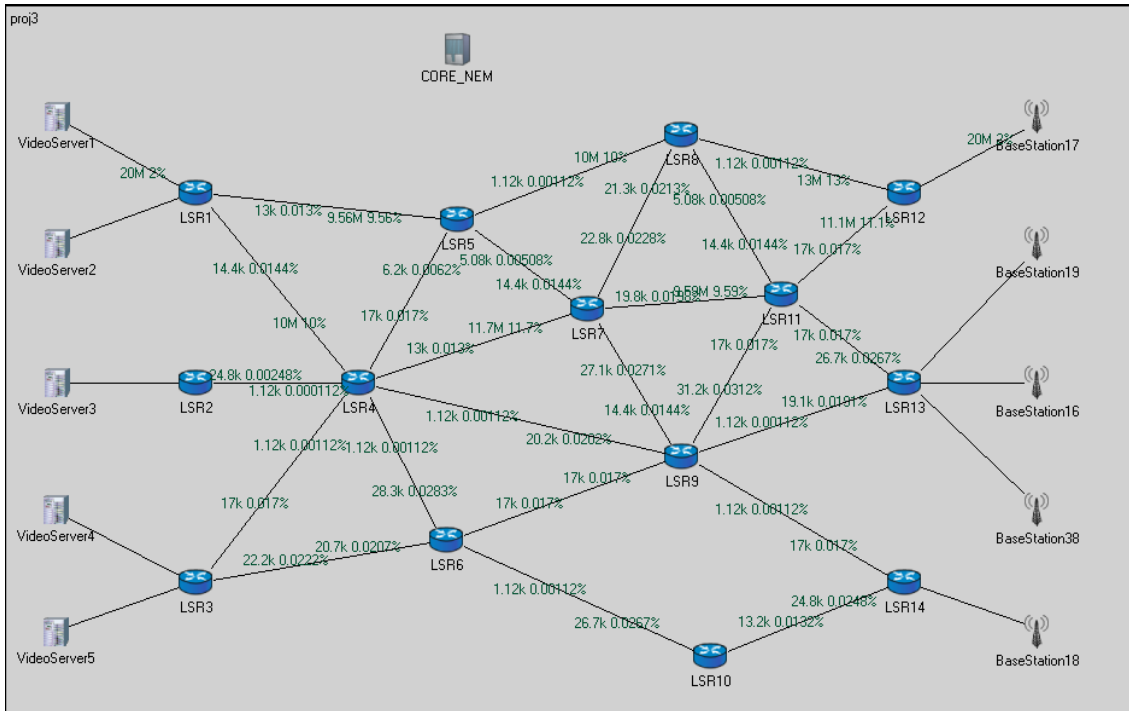 proj3
CORE_NEM
VideoServer1
BaseStation17
20M 2%
LSR8
20M 2%
10M 10%
1.12k 0.00112%
1.12k 0.00112%
21.3k 0.0213%
5.08k 0.00508%
13M 13%
LSR1
13k 0.013%
9.56M 9.56%
LSR12
11.1M 11.1%
VideoServer2
LSR5
22.8k 0.0228%
14.4k 0.0144%
17k 0.017%
BaseStation19
14.4k 0.0144%
6.2k 0.0062%
5.08k 0.00508%
14.4k 0.0144%
19.8k 0.0198%
9.59M 9.59%
LSR11
10M 10%
17k 0.017%
11.7M 11.7%
LSR7
17k 0.017%
17k 0.017%
13k 0.013%
26.7k 0.0267%
24.8k 0.00248%
27.1k 0.0271%
1.12k 0.000112%
31.2k 0.0312%
VideoServer3
LSR2
LSR4
14.4k 0.0144%
19.1k 0.0191%
LSR13
BaseStation16
1.12k 0.00112%
1.12k 0.00112%
1.12k 0.00112%
1.12k 0.00112%
20.2k 0.0202%
LSR9
28.3k 0.0283%
17k 0.017%
17k 0.017%
17k 0.017%
1.12k 0.00112%
VideoServer4
BaseStation38
20.7k 0.0207%
17k 0.017%
22.2k 0.0222%
LSR6
LSR3
1.12k 0.00112%
24.8k 0.0248%
LSR14
26.7k 0.0267%
13.2k 0.0132%
VideoServer5
LSR10
BaseStation18